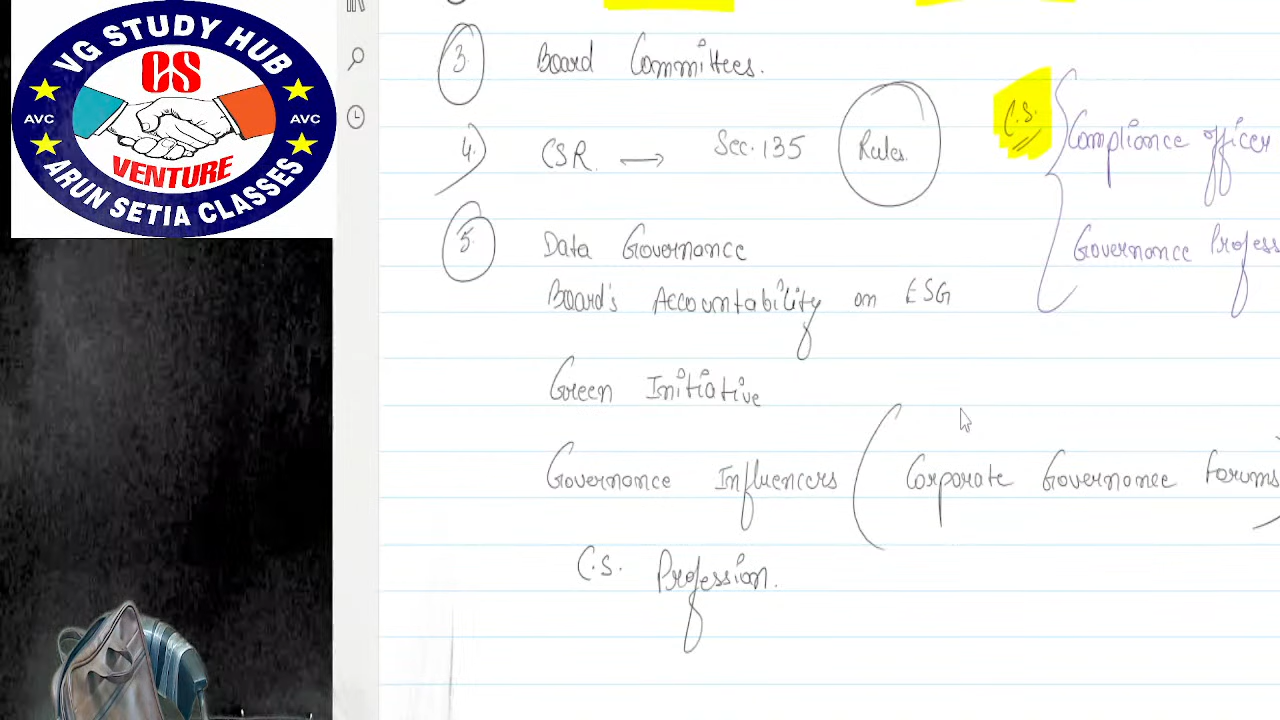 VG STUDY HUB
CS
AVC
AVC
VENTURE
ARUN SETIA CLASSES
3. Board Committees.
4. CSR. → Sec.135 Rules.
C.S. Compliance officer
Governance
5. Data Governance
Board's Accountability on ESG
Green Initiative
Governance Influencers ( Corporate Governance Forums )
C.S. Profession.